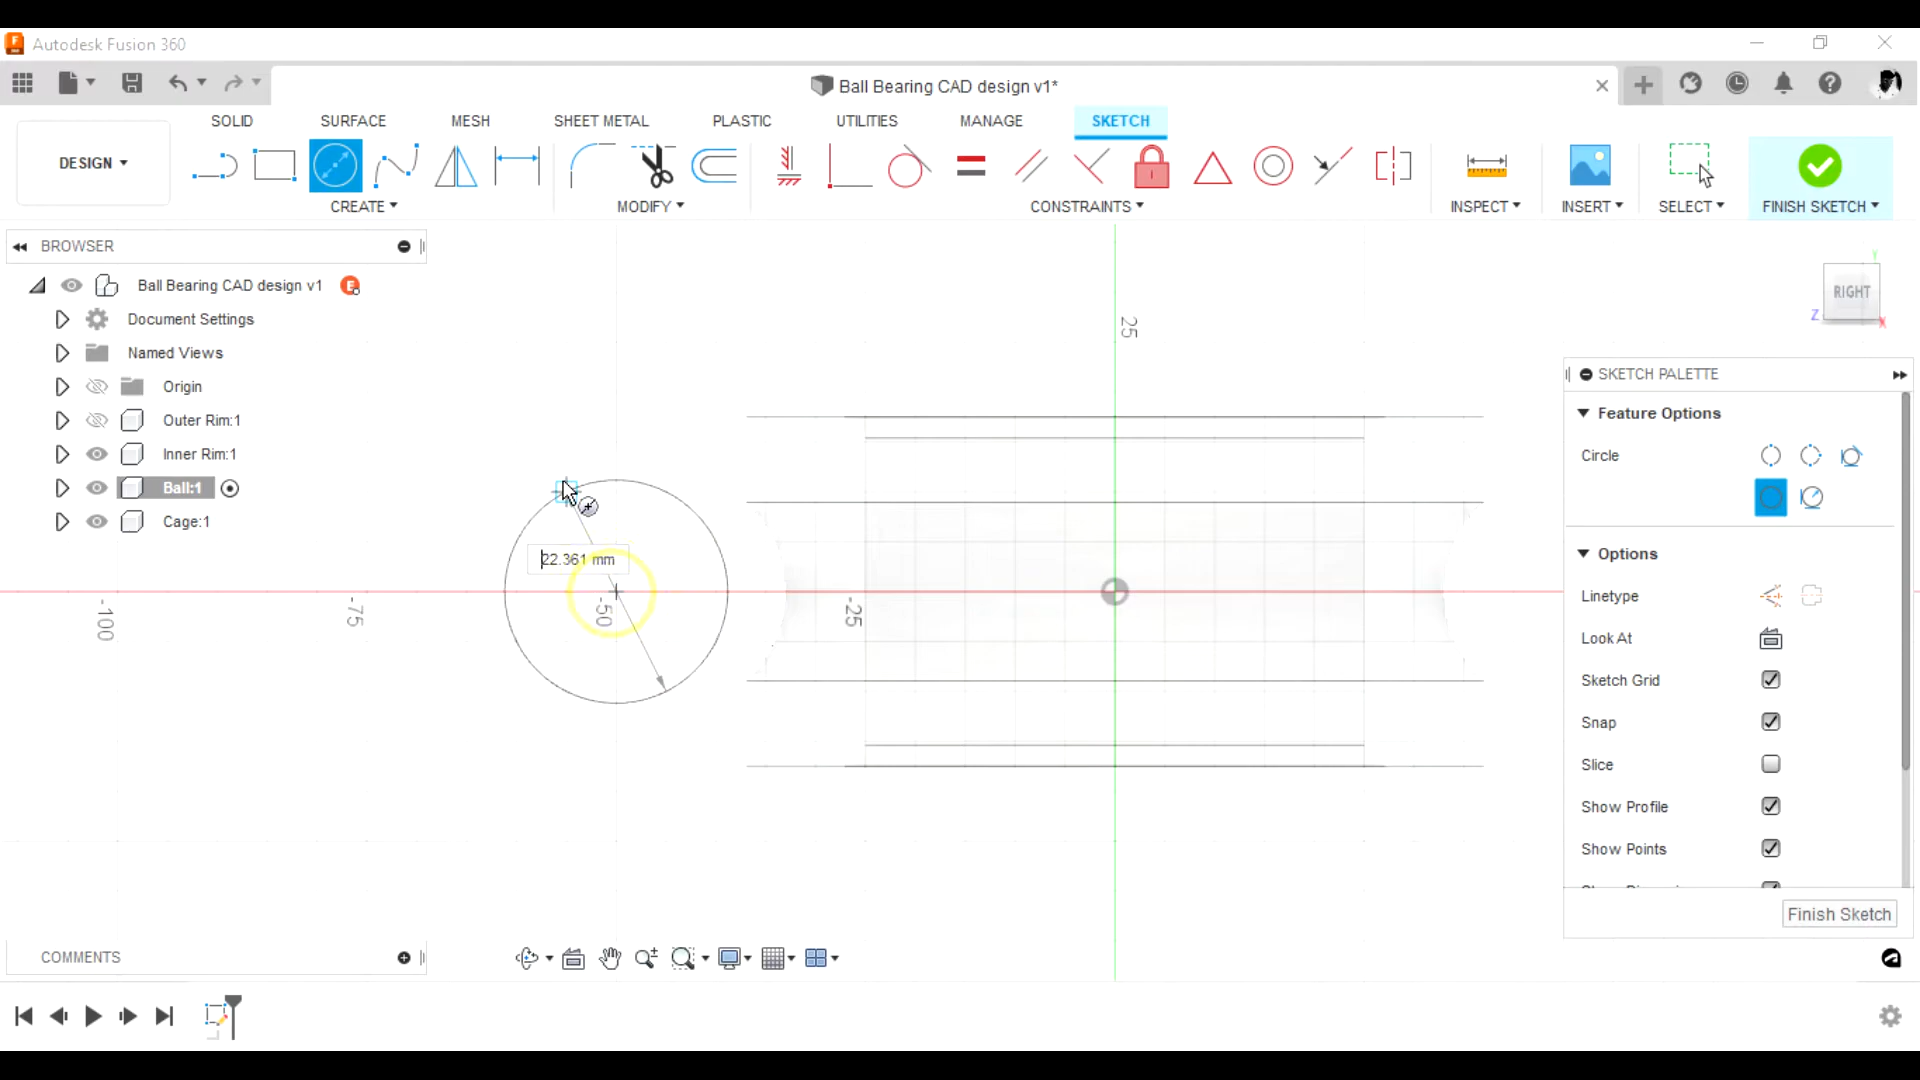 Autodesk Fusion 360
Ball Bearing CAD design v1*
SOLID SURFACE MESH SHEET METAL PLASTIC UTILITIES MANAGE SKETCH
DESIGN
CREATE MODIFY CONSTRAINTS INSPECT INSERT SELECT FINISH SKETCH
BROWSER
Ball Bearing CAD design v1
Document Settings
Named Views
Origin
Outer Rim:1
Inner Rim:1
Ball:1
Cage:1
25
RIGHT
Y
Z
X
22.361 mm
-100
-75
-50
-25
SKETCH PALETTE
Feature Options
Circle
Options
Linetype
Look At
Sketch Grid
Snap
Slice
Show Profile
Show Points
Finish Sketch
COMMENTS